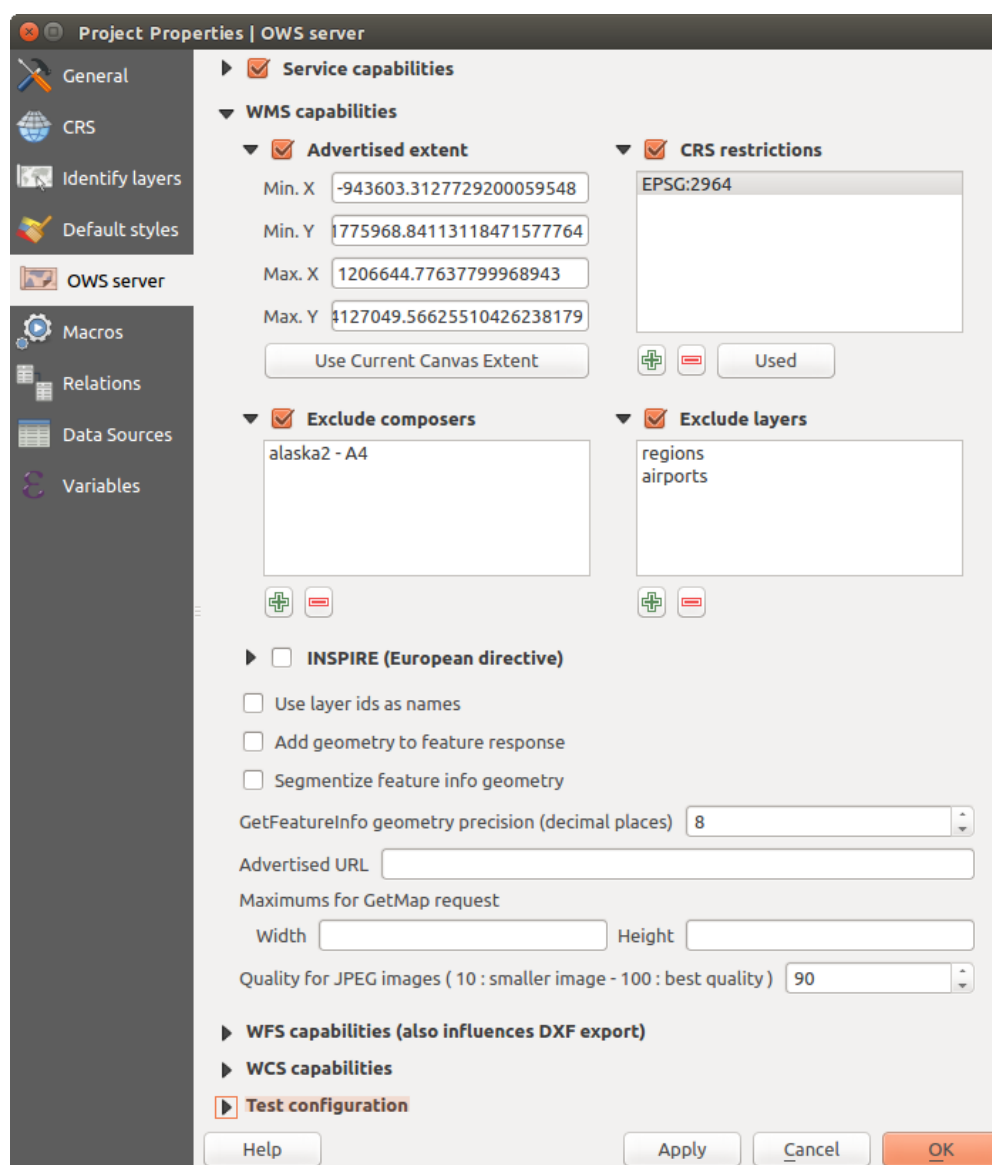 Project Properties | OWS server
General
CRS
Identify layers
Default styles
OWS server
Macros
Relations
Data Sources
Variables
Service capabilities
WMS capabilities
Advertised extent
Min. X -943603.3127729200059548
Min. Y 1775968.84113118471577764
Max. X 1206644.77637799968943
Max. Y 4127049.56625510426238179
Use Current Canvas Extent
CRS restrictions
EPSG:2964
Used
Exclude composers
alaska2 - A4
Exclude layers
regions
airports
INSPIRE (European directive)
Use layer ids as names
Add geometry to feature response
Segmentize feature info geometry
GetFeatureInfo geometry precision (decimal places) 8
Advertised URL
Maximums for GetMap request
Width Height
Quality for JPEG images ( 10 : smaller image - 100 : best quality ) 90
WFS capabilities (also influences DXF export)
WCS capabilities
Test configuration
Help Apply Cancel OK